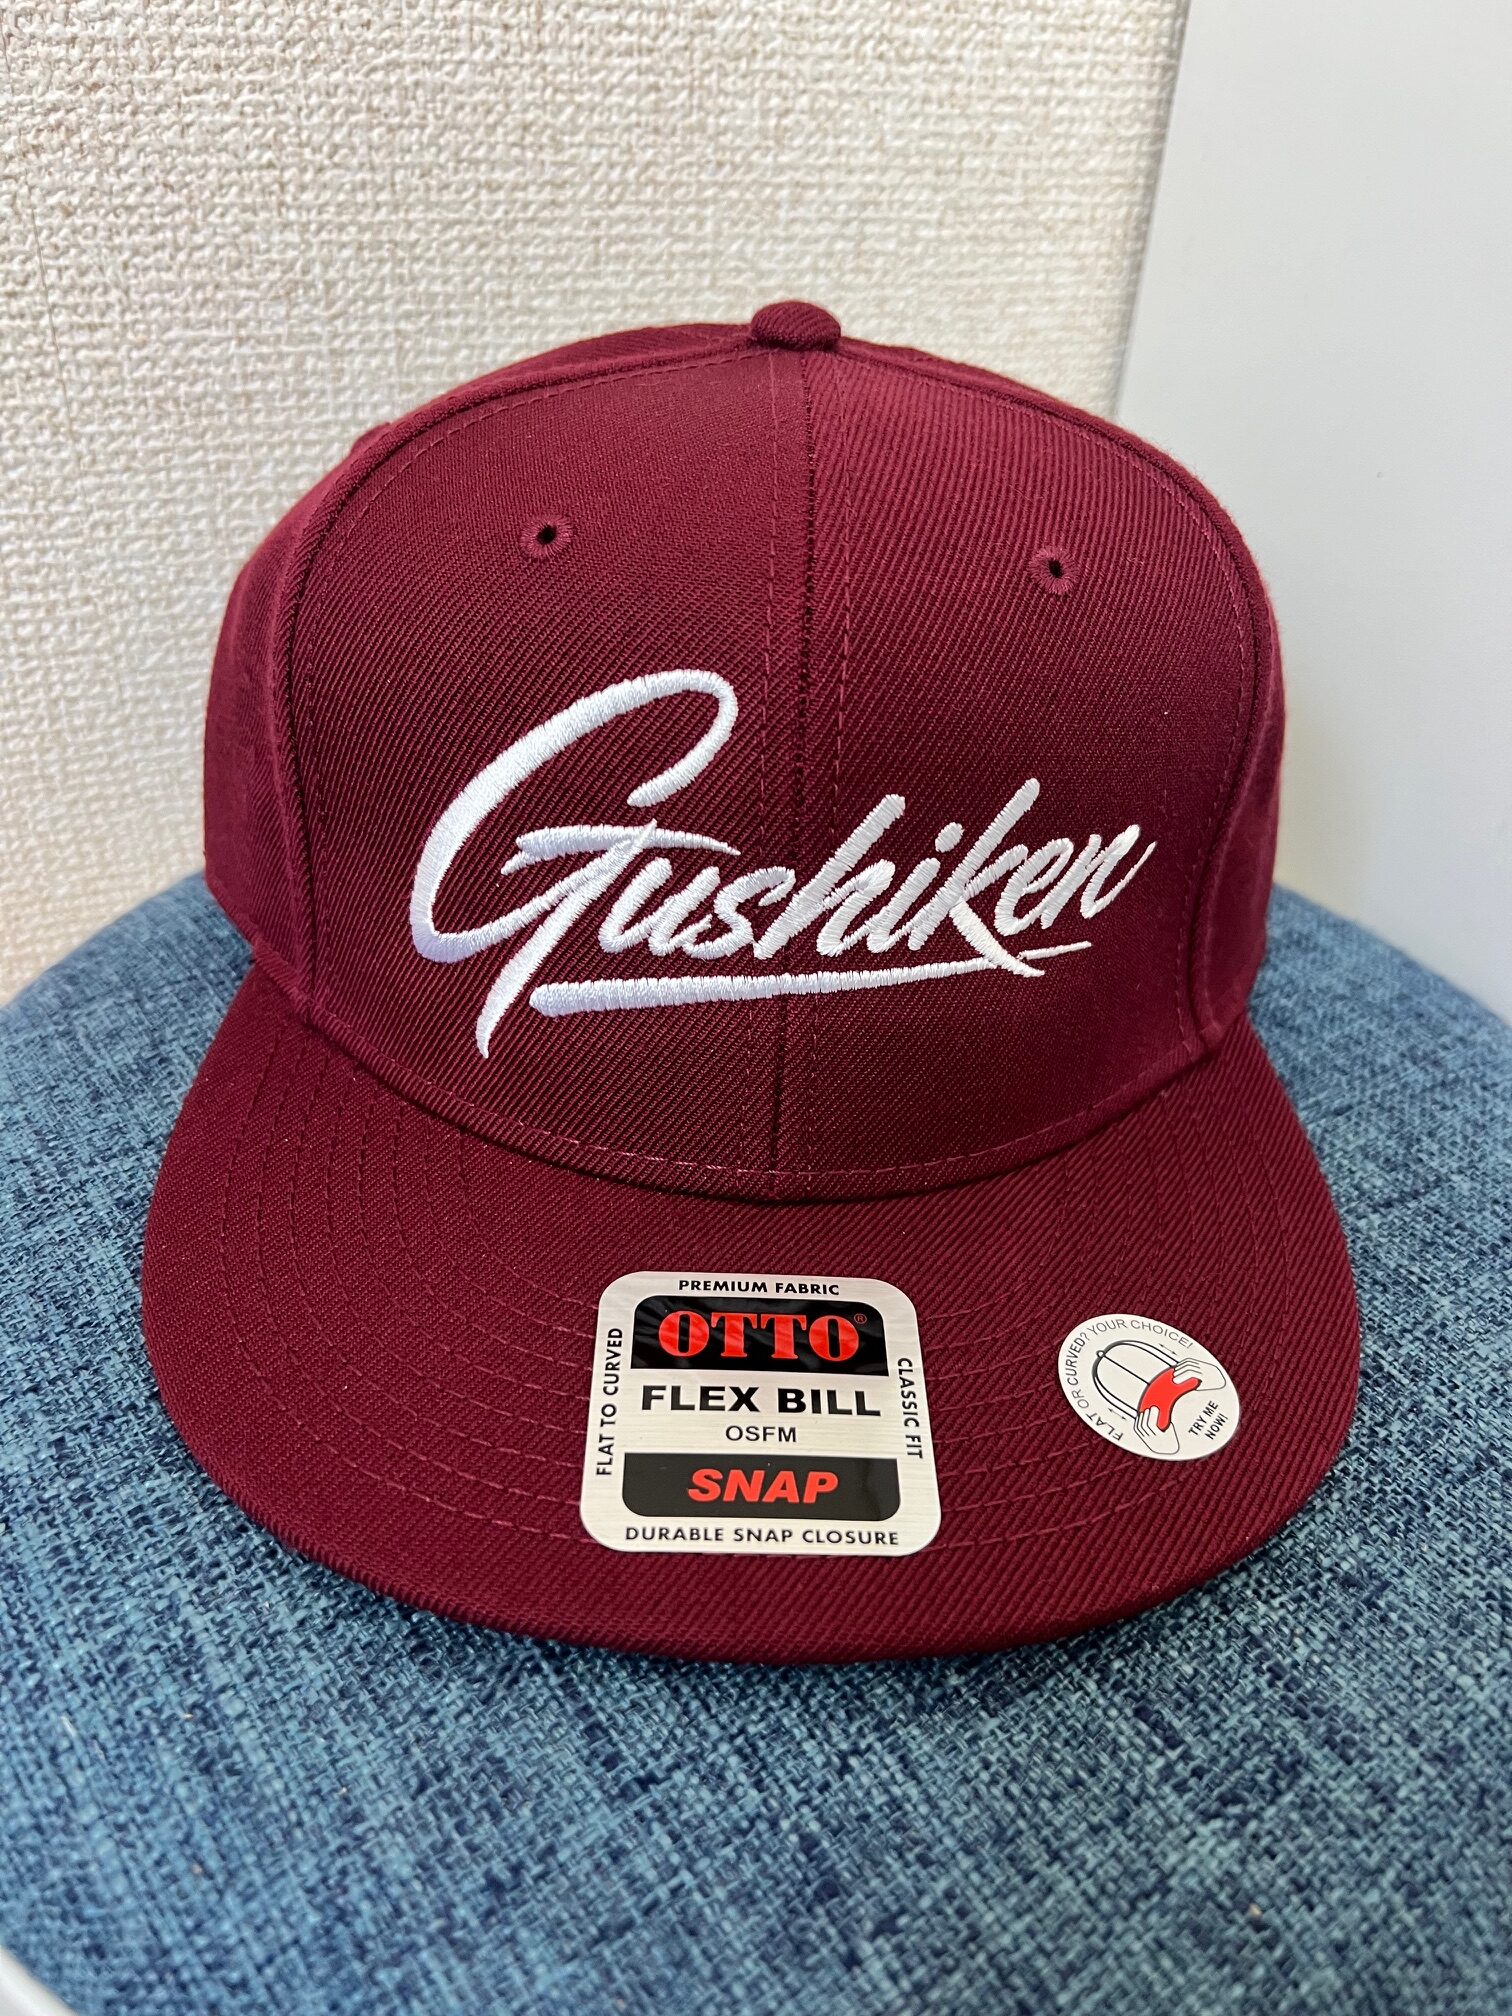 Gushiken
PREMIUM FABRIC
OTTO®
FLAT TO CURVED
FLEX BILL
OSFM
CLASSIC FIT
SNAP
DURABLE SNAP CLOSURE
FLAT OR CURVED? YOUR CHOICE!
TRY ME
NOW!